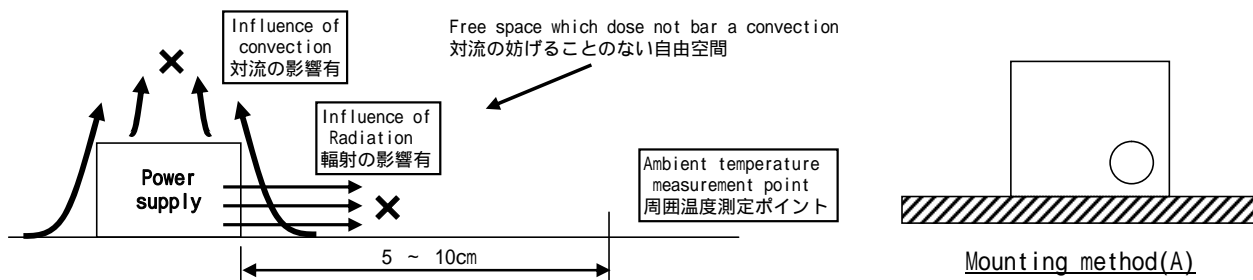 Influence of
convection
対流の影響有
Free space which dose not bar a convection
対流の妨げることのない自由空間
Influence of
Radiation
輻射の影響有
Power
supply
Ambient temperature
measurement point
周囲温度測定ポイント
5 ~ 10cm
Mounting method(A)